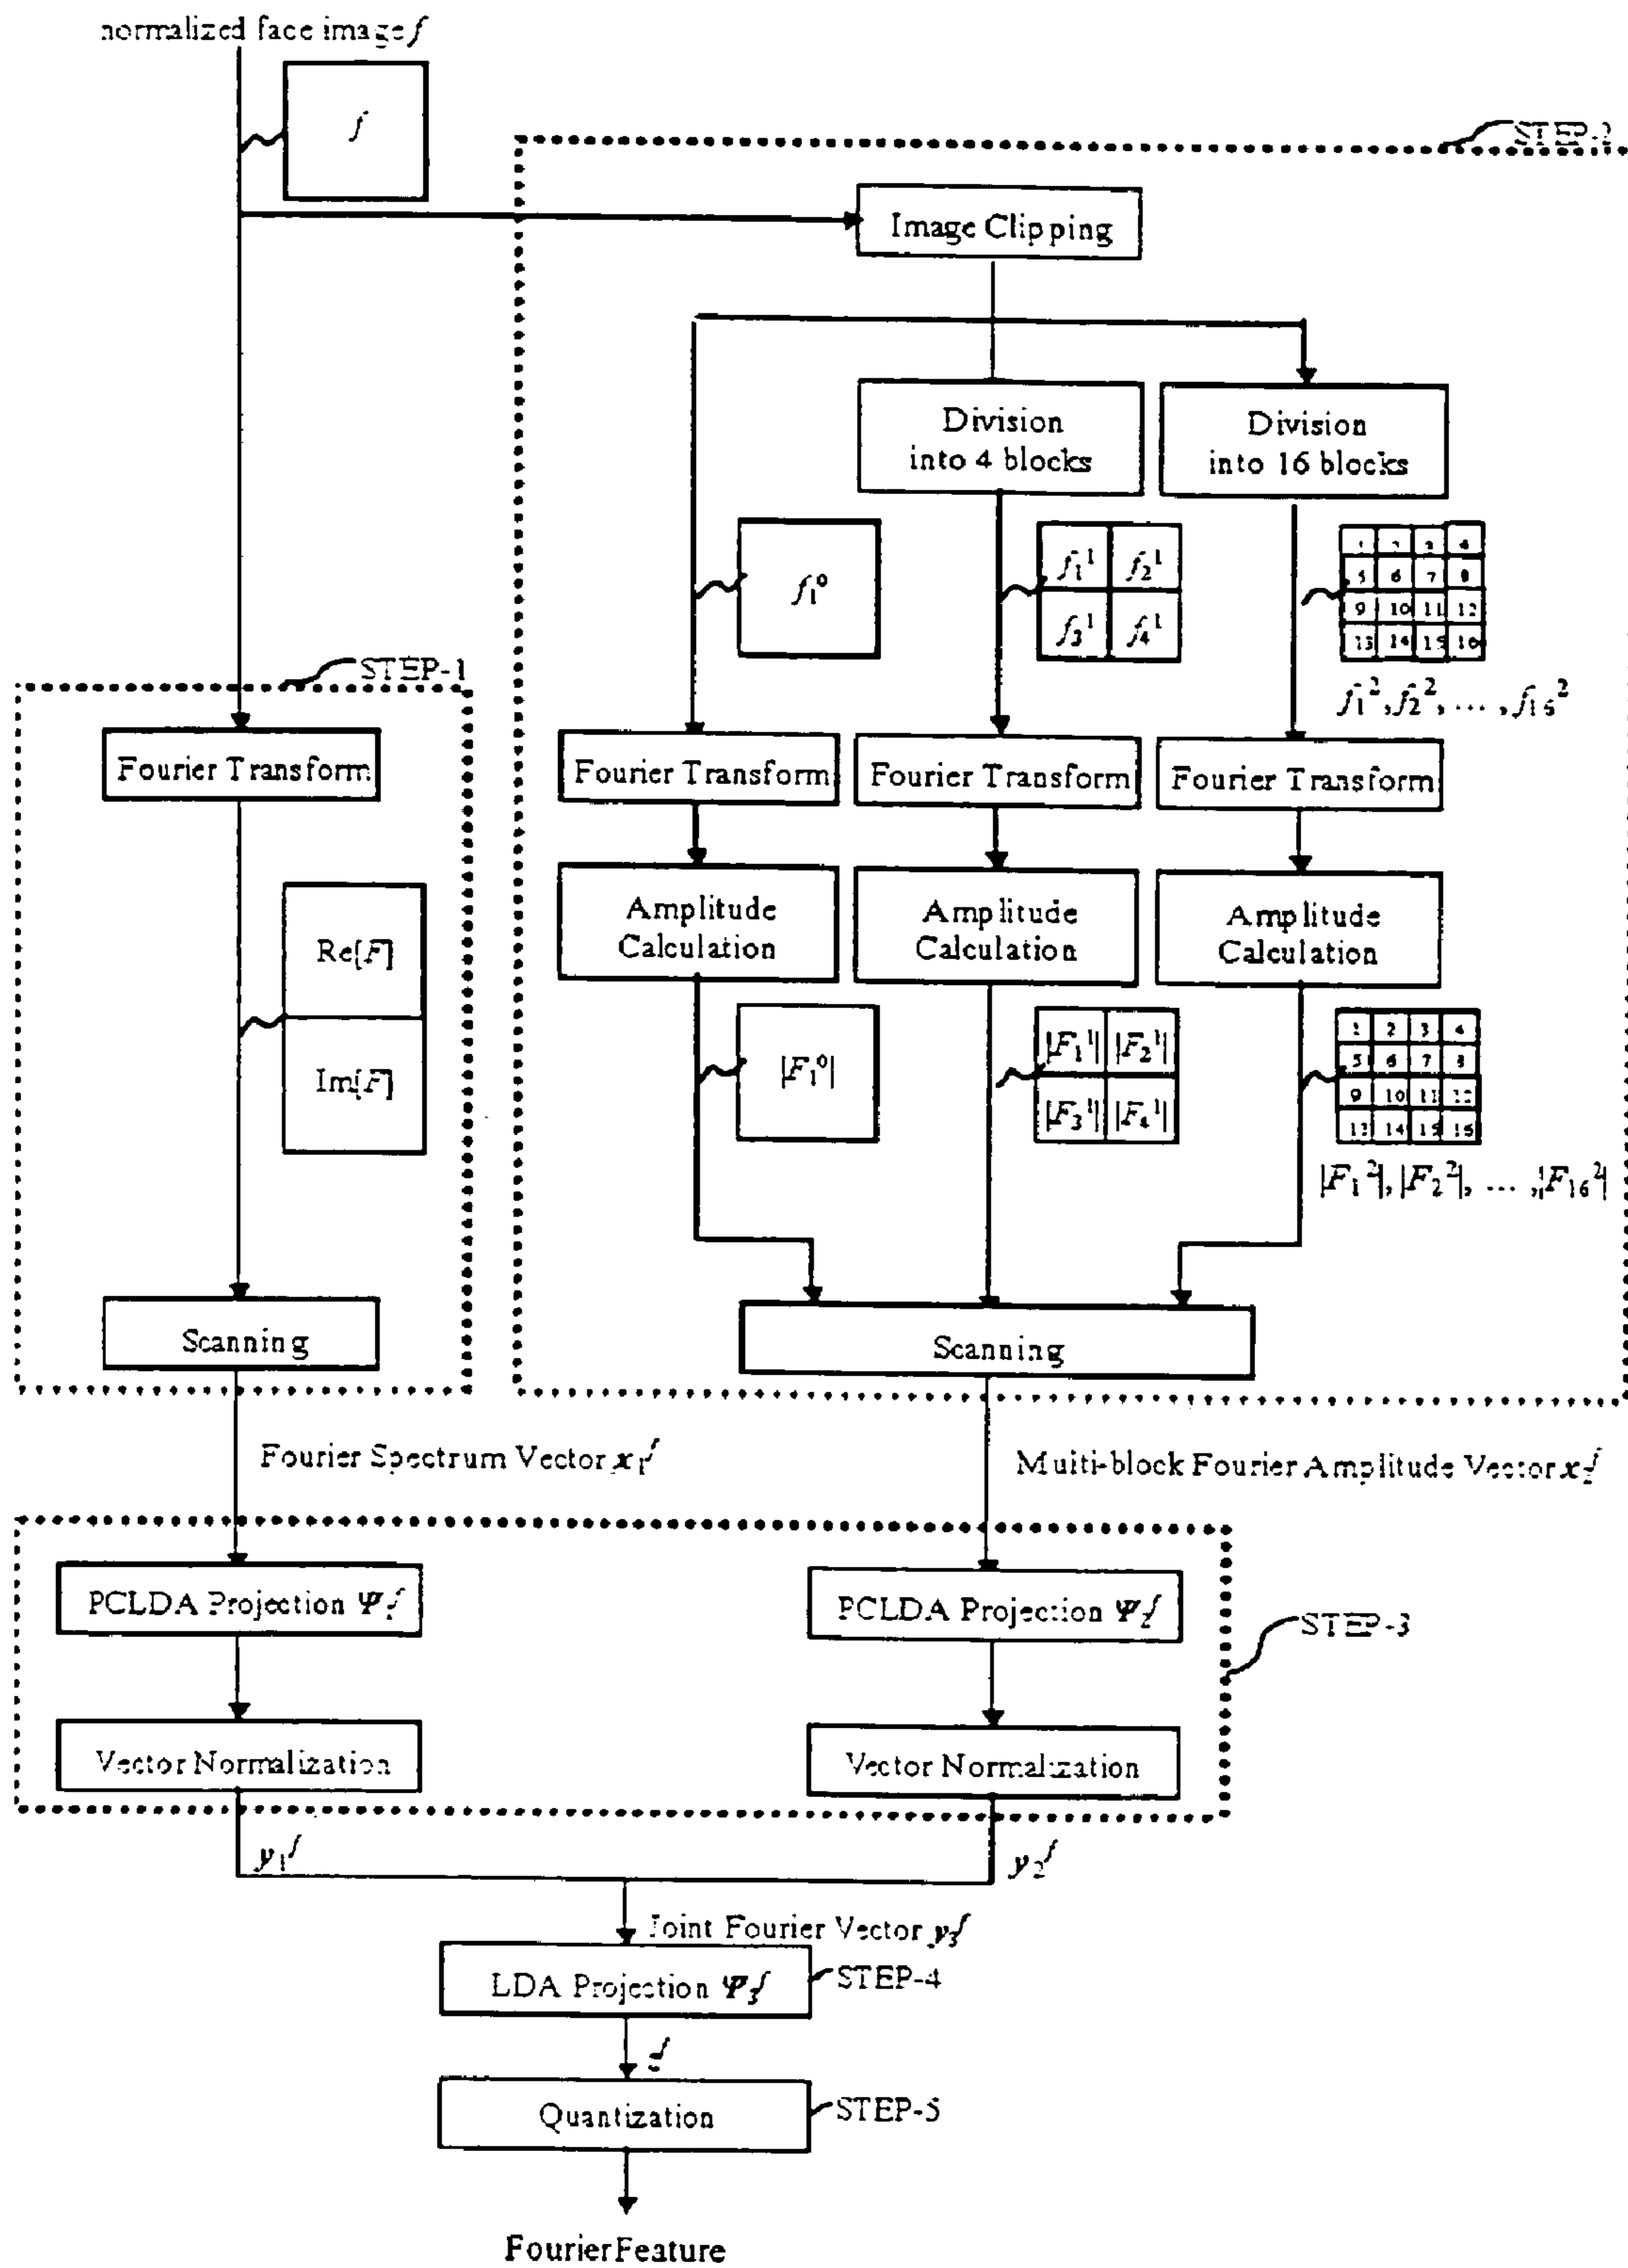 normalized face image f
f
STEP-2
Image Clipping
Division
into 4 blocks
Division
into 16 blocks
f₁⁰
f₁¹ f₂¹
f₃¹ f₄¹
1 2 3 4
5 6 7 8
9 10 11 12
13 14 15 16
f₁², f₂², ... , f₁₆²
STEP-1
Fourier Transform
Fourier Transform
Fourier Transform
Fourier Transform
Amplitude
Calculation
Amplitude
Calculation
Amplitude
Calculation
Re[F]
Im[F]
|F₁⁰|
|F₁¹| |F₂¹|
|F₃¹| |F₄¹|
1 2 3 4
5 6 7 8
9 10 11 12
13 14 15 16
|F₁²|, |F₂²|, ... ,|F₁₆²|
Scanning
Scanning
Fourier Spectrum Vector x₁ᶠ
Multi-block Fourier Amplitude Vector x₂ᶠ
PCLDA Projection Ψ₁ᶠ
PCLDA Projection Ψ₂ᶠ
STEP-3
Vector Normalization
Vector Normalization
y₁ᶠ
y₂ᶠ
Joint Fourier Vector y₃ᶠ
LDA Projection Ψ₃ᶠ
STEP-4
Quantization
STEP-5
Fourier Feature